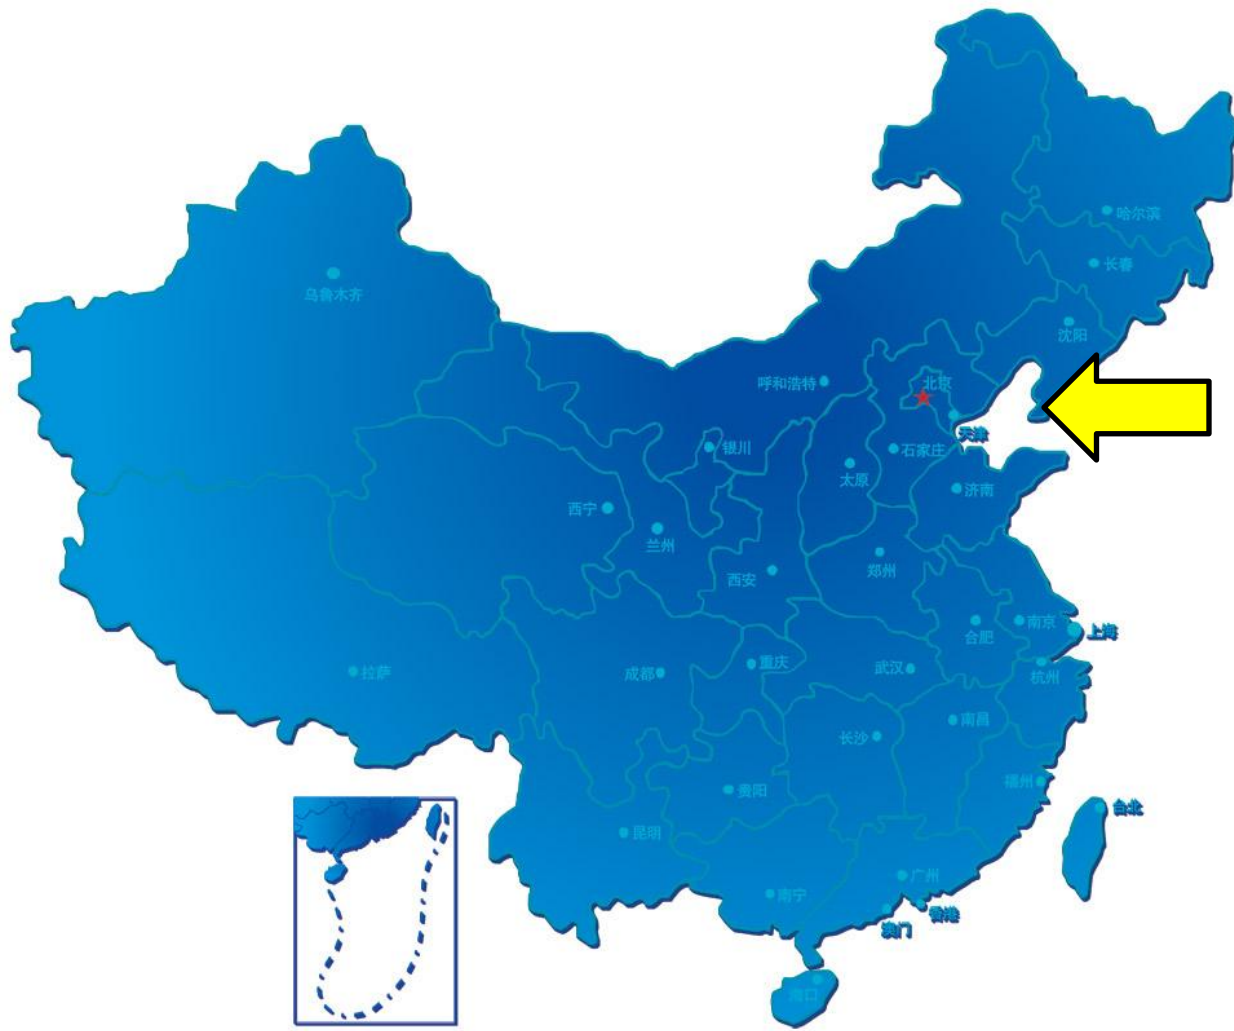 哈尔滨
长春
乌鲁木齐
沈阳
呼和浩特
北京
天津
银川
石家庄
太原
济南
西宁
兰州
西安
郑州
合肥
南京
上海
拉萨
成都
重庆
武汉
杭州
南昌
长沙
福州
贵阳
台北
昆明
广州
南宁
香港
澳门
海口